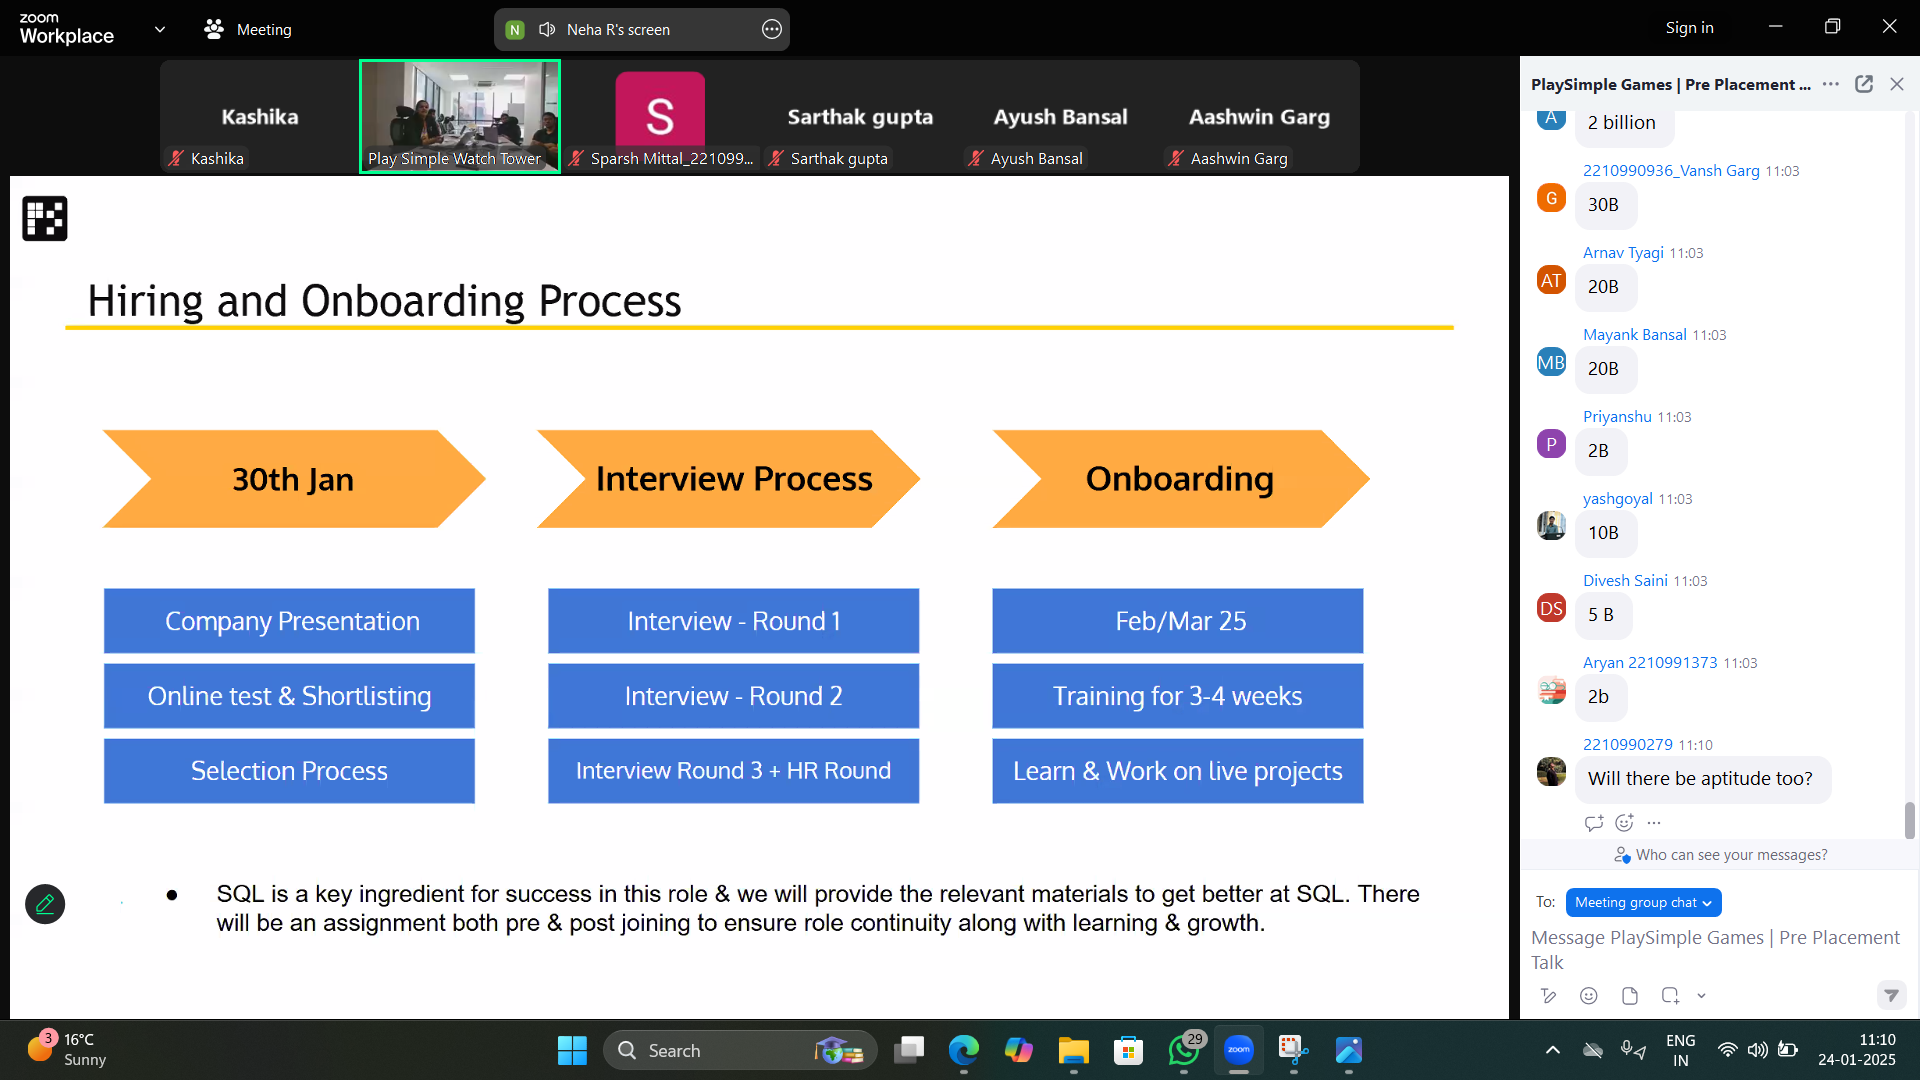 zoom
Workplace
Meeting
N
Neha R's screen
Sign in
Kashika
Kashika
Play Simple Watch Tower
S
Sparsh Mittal_221099...
Sarthak gupta
Sarthak gupta
Ayush Bansal
Ayush Bansal
Aashwin Garg
Aashwin Garg
Hiring and Onboarding Process
30th Jan
Interview Process
Onboarding
Company Presentation
Interview - Round 1
Feb/Mar 25
Online test & Shortlisting
Interview - Round 2
Training for 3-4 weeks
Selection Process
Interview Round 3 + HR Round
Learn & Work on live projects
● SQL is a key ingredient for success in this role & we will provide the relevant materials to get better at SQL. There
will be an assignment both pre & post joining to ensure role continuity along with learning & growth.
PlaySimple Games | Pre Placement ...
A
2 billion
2210990936_Vansh Garg 11:03
G
30B
Arnav Tyagi 11:03
AT
20B
Mayank Bansal 11:03
MB
20B
Priyanshu 11:03
P
2B
yashgoyal 11:03
10B
Divesh Saini 11:03
DS
5 B
Aryan 2210991373 11:03
2b
2210990279 11:10
Will there be aptitude too?
Who can see your messages?
To: Meeting group chat
Message PlaySimple Games | Pre Placement
Talk
3
16°C
Sunny
Search
29
zoom
ENG
IN
11:10
24-01-2025